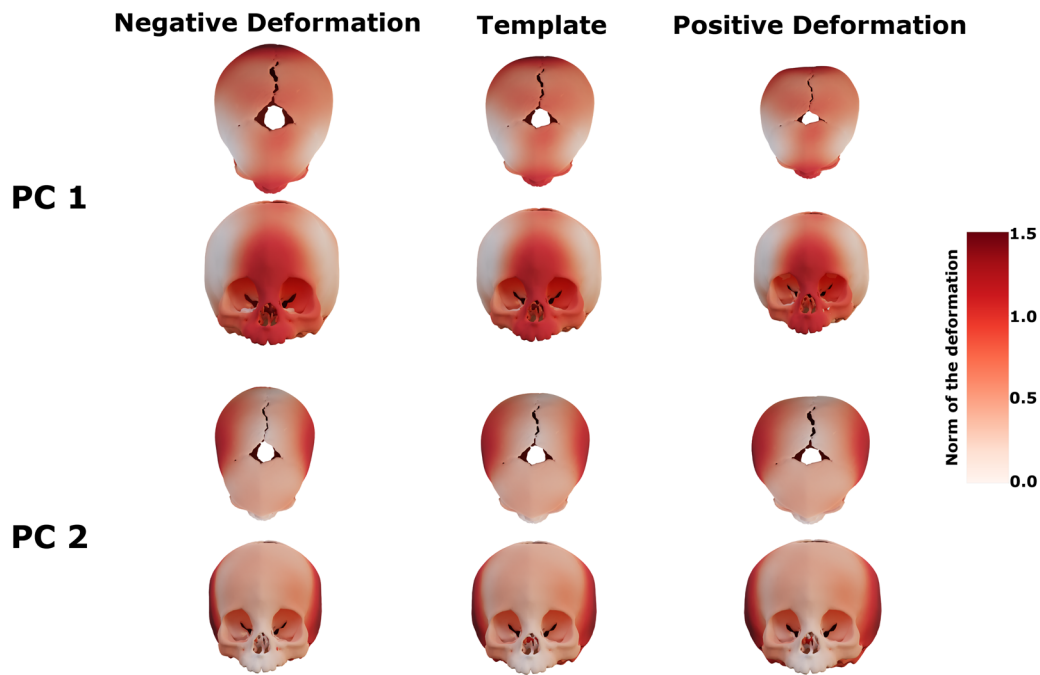 Negative Deformation
Template
Positive Deformation
PC 1
PC 2
Norm of the deformation
1.5
1.0
0.5
0.0